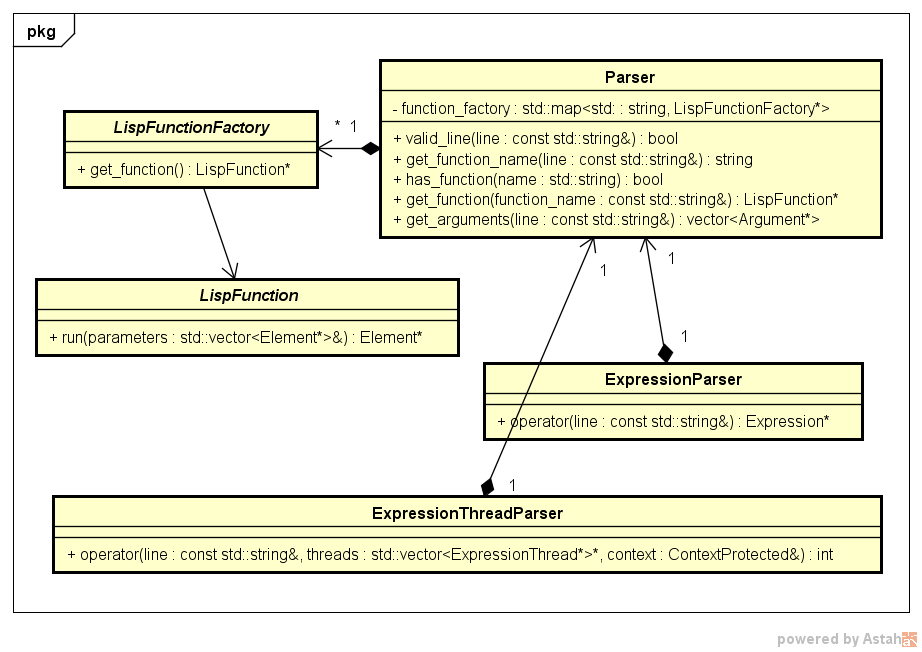 pkg
Parser
- function_factory : std::map<std: : string, LispFunctionFactory*>
+ valid_line(line : const std::string&) : bool
+ get_function_name(line : const std::string&) : string
+ has_function(name : std::string) : bool
+ get_function(function_name : const std::string&) : LispFunction*
+ get_arguments(line : const std::string&) : vector<Argument*>
LispFunctionFactory
+ get_function() : LispFunction*
* 1
LispFunction
+ run(parameters : std::vector<Element*>&) : Element*
1
1
1
ExpressionParser
+ operator(line : const std::string&) : Expression*
1
ExpressionThreadParser
+ operator(line : const std::string&, threads : std::vector<ExpressionThread*>*, context : ContextProtected&) : int
powered by Astah